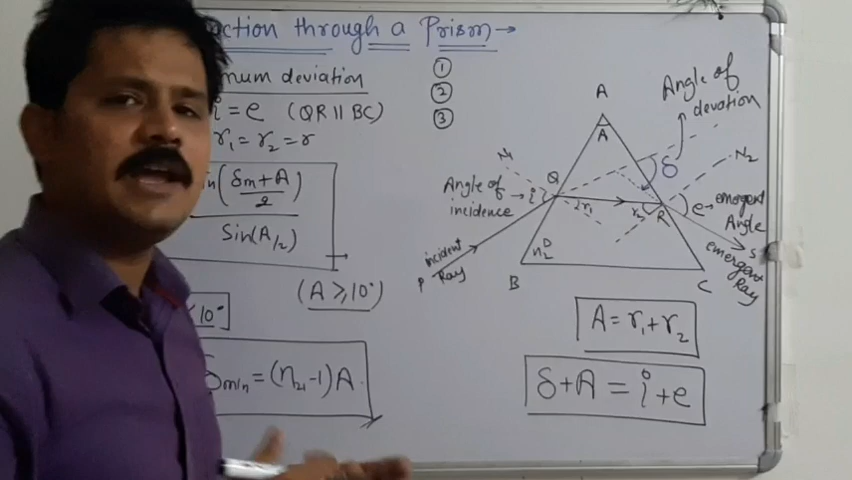 ction through a Prism→
mum deviation
i = e (QR || BC)
r₁ = r₂ = r
in(δm+A/2)
Sin(A/2)
(A ≥ 10°)
< 10°
δmin = (n₂₁-1)A
①
②
③
A
A
Angle of
devation
δ
N₁
N₂
Q
Angle of
incidence
→ i
r₁
r₂
R
e → emergent
Angle
incident
Ray
P
S
emergent
Ray
B
C
A = r₁+r₂
δ+A = i+e